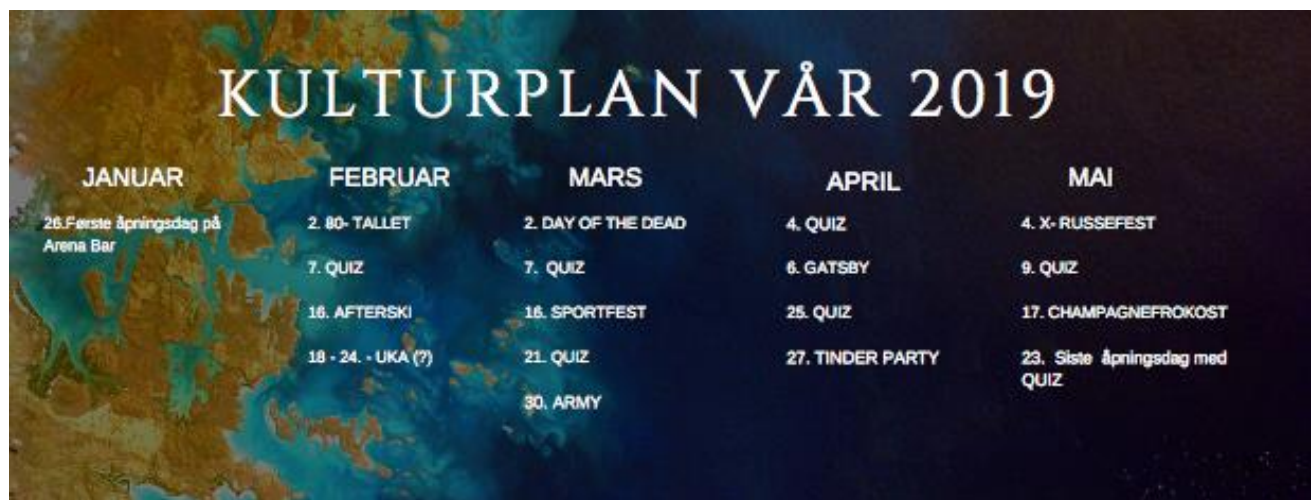 KULTURPLAN VÅR 2019
JANUAR
26.Første åpningsdag på
Arena Bar
FEBRUAR
2. 80- TALLET
7. QUIZ
16. AFTERSKI
18 - 24. - UKA (?)
MARS
2. DAY OF THE DEAD
7. QUIZ
16. SPORTFEST
21. QUIZ
30. ARMY
APRIL
4. QUIZ
6. GATSBY
25. QUIZ
27. TINDER PARTY
MAI
4. X- RUSSEFEST
9. QUIZ
17. CHAMPAGNEFROKOST
23. Siste åpningsdag med
QUIZ